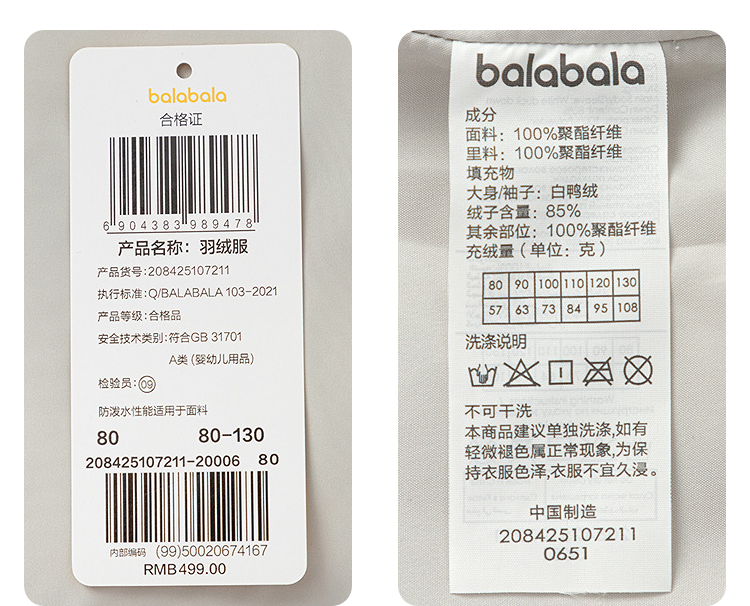 balabala
合格证
6 904383 989478
产品名称：羽绒服
产品货号:208425107211
执行标准:Q/BALABALA 103-2021
产品等级:合格品
安全技术类别:符合GB 31701
A类 (婴幼儿用品)
检验员:09
防泼水性能适用于面料
80 80-130
208425107211-20006 80
内部编码 (99)50020674167
RMB499.00
balabala
成分
面料：100%聚酯纤维
里料：100%聚酯纤维
填充物
大身/袖子：白鸭绒
绒子含量：85%
其余部位：100%聚酯纤维
充绒量（单位：克）
80 90 100 110 120 130
57 63 73 84 95 108
洗涤说明
不可干洗
本商品建议单独洗涤,如有
轻微褪色属正常现象,为保
持衣服色泽,衣服不宜久浸。
中国制造
208425107211
0651